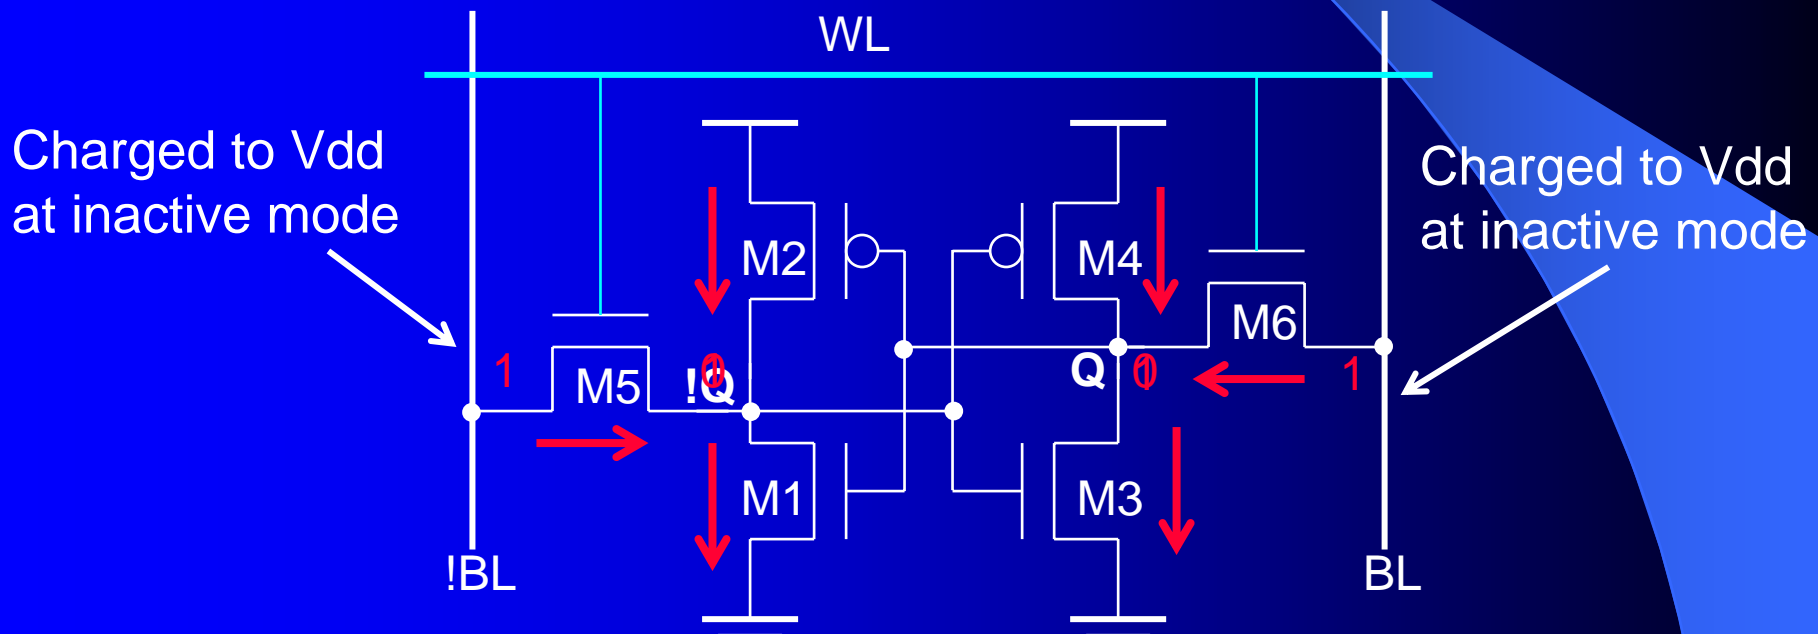 WL
Charged to Vdd
at inactive mode
Charged to Vdd
at inactive mode
M2
M4
M6
1
M5
!Q
Q
1
M1
M3
!BL
BL